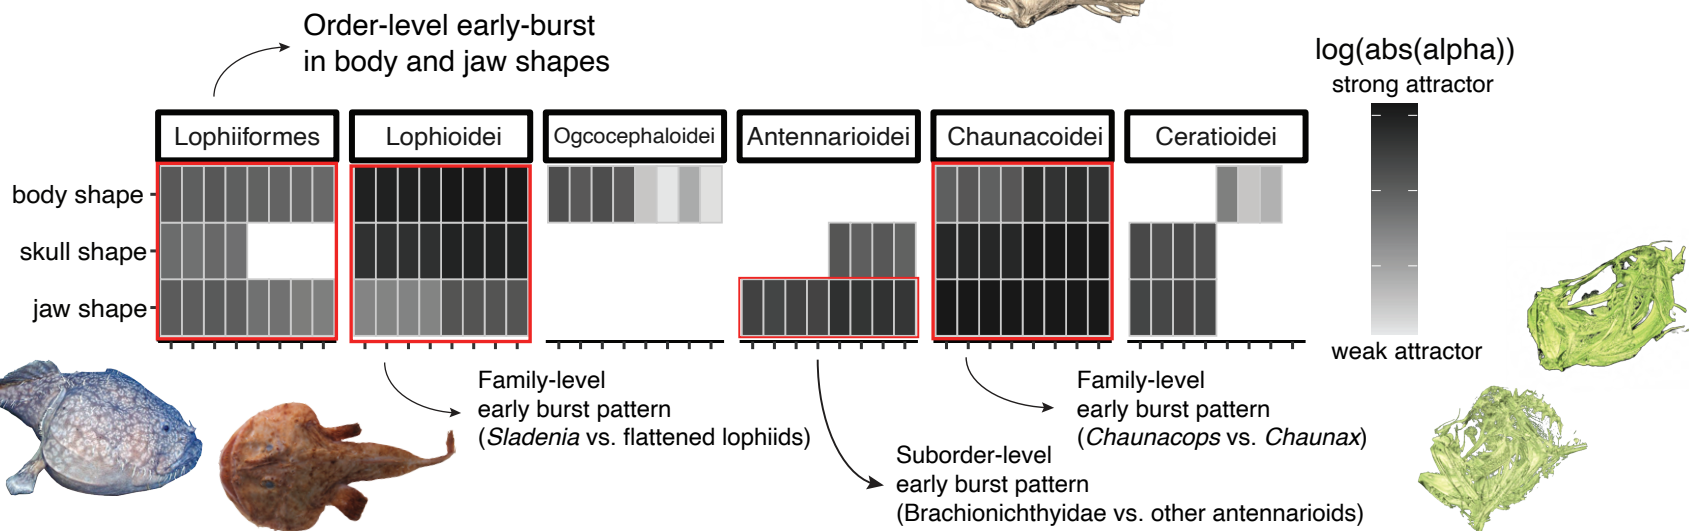 Order-level early-burst
in body and jaw shapes
log(abs(alpha))
strong attractor
Lophiiformes
Lophioidei
Ogcocephaloidei
Antennarioidei
Chaunacoidei
Ceratioidei
body shape
skull shape
jaw shape
weak attractor
Family-level
early burst pattern
(Sladenia vs. flattened lophiids)
Family-level
early burst pattern
(Chaunacops vs. Chaunax)
Suborder-level
early burst pattern
(Brachionichthyidae vs. other antennarioids)